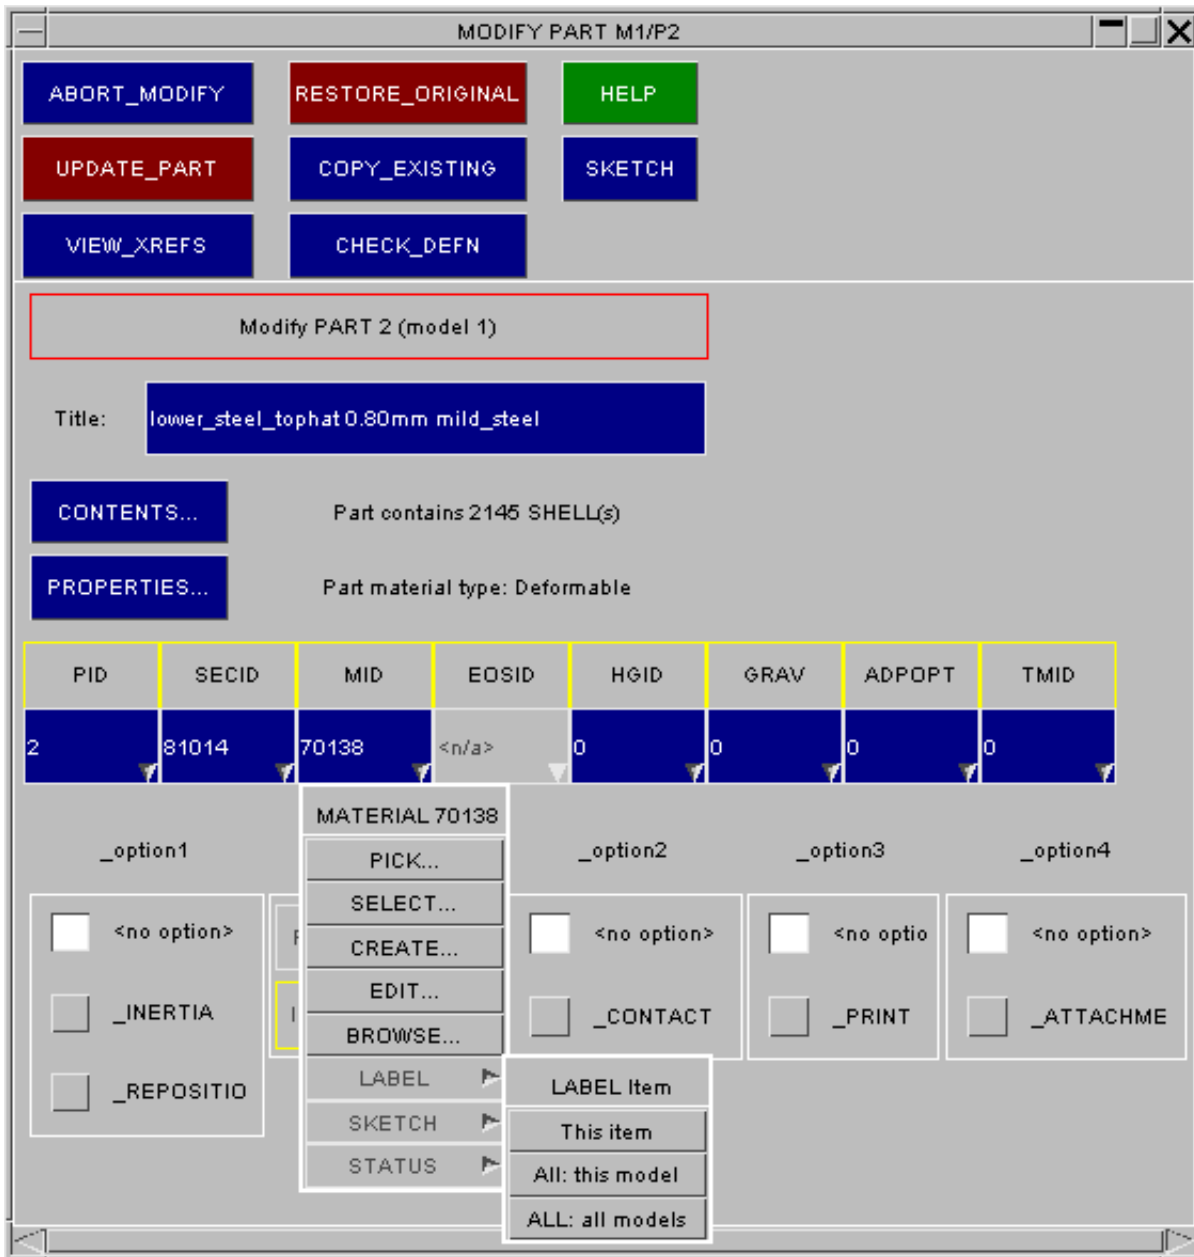 MODIFY PART M1/P2
ABORT_MODIFY RESTORE_ORIGINAL HELP
UPDATE_PART COPY_EXISTING SKETCH
VIEW_XREFS CHECK_DEFN
Modify PART 2 (model 1)
Title: lower_steel_tophat 0.80mm mild_steel
CONTENTS... Part contains 2145 SHELL(s)
PROPERTIES... Part material type: Deformable
PID SECID MID EOSID HGID GRAV ADPOPT TMID
2 81014 70138 <n/a> 0 0 0 0
MATERIAL 70138
_option1 PICK... _option2 _option3 _option4
SELECT...
<no option> CREATE... <no option> <no optio <no option>
EDIT...
_INERTIA BROWSE... _CONTACT _PRINT _ATTACHME
_REPOSITIO LABEL LABEL Item
SKETCH This item
STATUS All: this model
ALL: all models